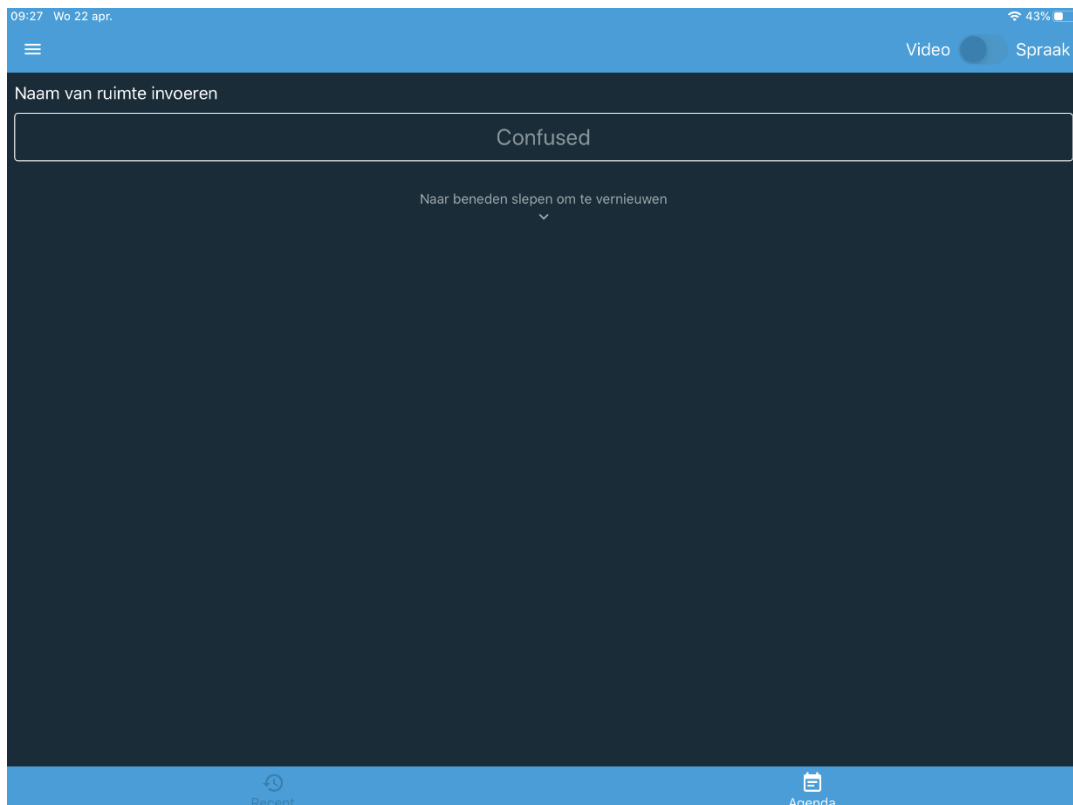 09:27 Wo 22 apr.
43%
Video
Spraak
Naam van ruimte invoeren
Confused
Naar beneden slepen om te vernieuwen
Recent
Agenda